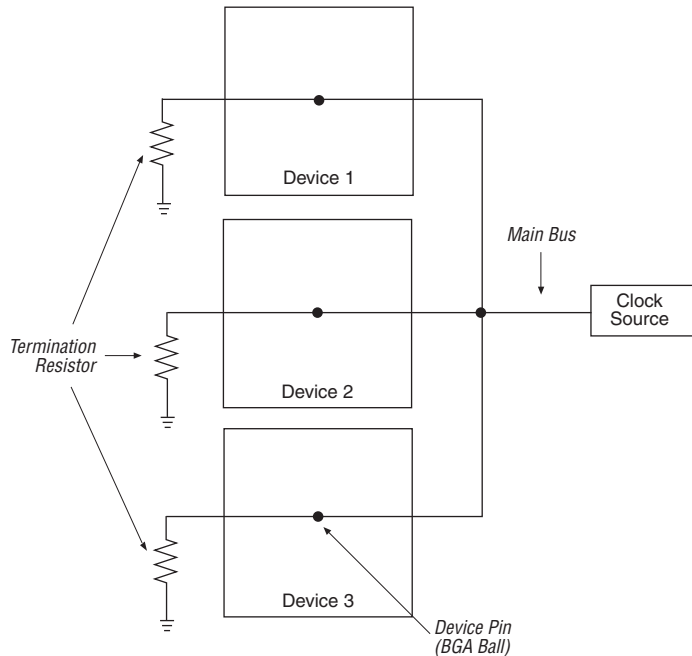 Device 1
Main Bus
Clock
Source
Termination
Resistor
Device 2
Device 3
Device Pin
(BGA Ball)